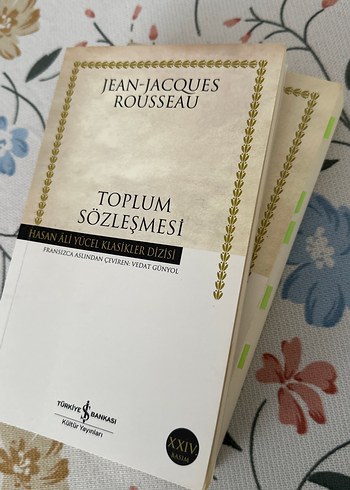 JEAN-JACQUES
ROUSSEAU
TOPLUM
SÖZLEŞMESİ
HASAN ÂLİ YÜCEL KLASİKLER DİZİSİ
FRANSIZCA ASLINDAN ÇEVİREN: VEDAT GÜNYOL
TÜRKİYE İŞ BANKASI
Kültür Yayınları
XXIV
BASIM